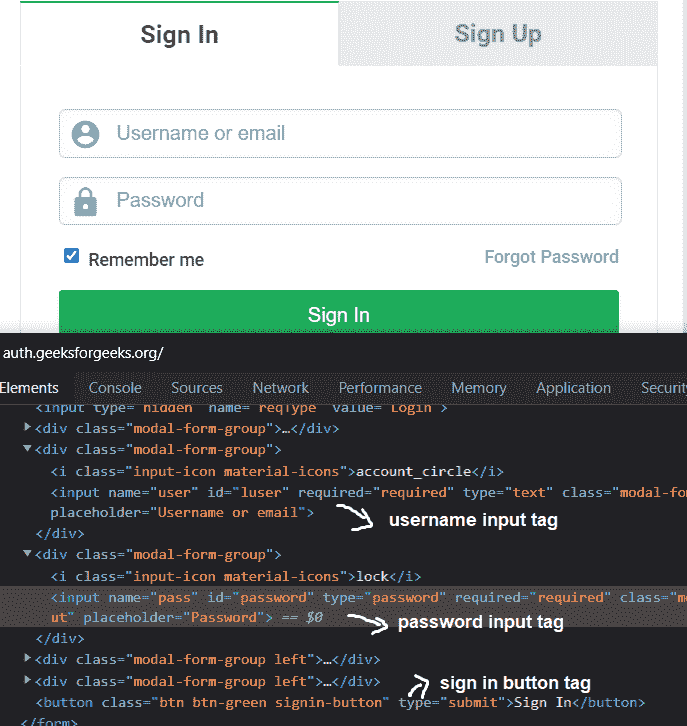 Sign In Sign Up
Username or email
Password
Remember me Forgot Password
Sign In
auth.geeksforgeeks.org/
Elements Console Sources Network Performance Memory Application Security
<input type="hidden" name="reqType" value="Login">
<div class="modal-form-group">…</div>
<div class="modal-form-group">
<i class="input-icon material-icons">account_circle</i>
<input name="user" id="luser" required="required" type="text" class="modal-fo
placeholder="Username or email">
username input tag
</div>
<div class="modal-form-group">
<i class="input-icon material-icons">lock</i>
<input name="pass" id="password" type="password" required="required" class="mo
ut" placeholder="Password"> == $0
password input tag
</div>
<div class="modal-form-group left">…</div>
<div class="modal-form-group left">…</div>
sign in button tag
<button class="btn btn-green signin-button" type="submit">Sign In</button>
</form>